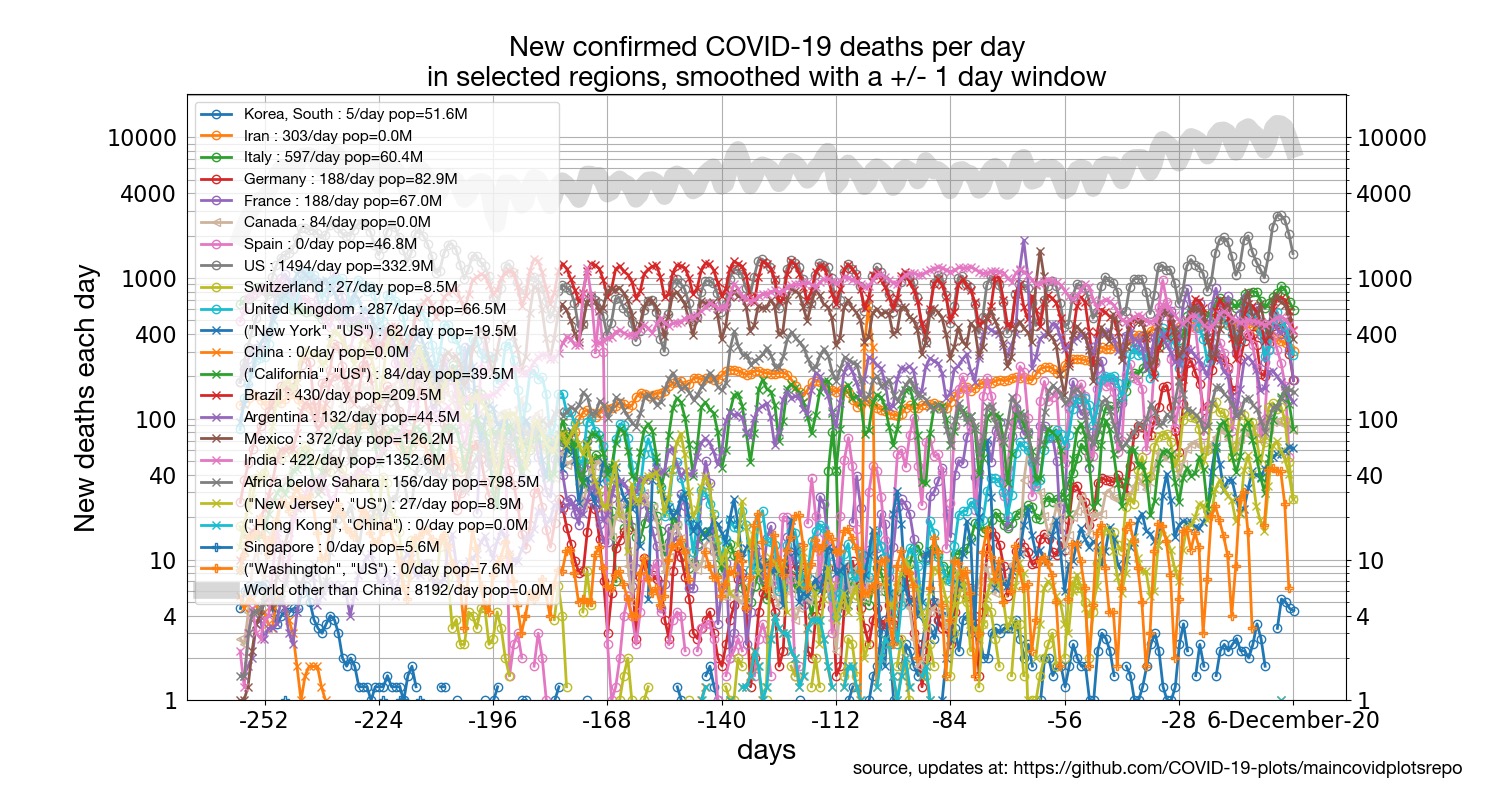 New confirmed COVID-19 deaths per day
in selected regions, smoothed with a +/- 1 day window
Korea, South : 5/day pop=51.6M
Iran : 303/day pop=0.0M
Italy : 597/day pop=60.4M
Germany : 188/day pop=82.9M
France : 188/day pop=67.0M
Canada : 84/day pop=0.0M
Spain : 0/day pop=46.8M
US : 1494/day pop=332.9M
Switzerland : 27/day pop=8.5M
United Kingdom : 287/day pop=66.5M
("New York", "US") : 62/day pop=19.5M
China : 0/day pop=0.0M
("California", "US") : 84/day pop=39.5M
Brazil : 430/day pop=209.5M
Argentina : 132/day pop=44.5M
Mexico : 372/day pop=126.2M
India : 422/day pop=1352.6M
Africa below Sahara : 156/day pop=798.5M
("New Jersey", "US") : 27/day pop=8.9M
("Hong Kong", "China") : 0/day pop=0.0M
Singapore : 0/day pop=5.6M
("Washington", "US") : 0/day pop=7.6M
World other than China : 8192/day pop=0.0M
New deaths each day
10000
4000
1000
400
100
40
10
4
1
10000
4000
1000
400
100
40
10
4
1
-252 -224 -196 -168 -140 -112 -84 -56 -28 6-December-20
days
source, updates at: https://github.com/COVID-19-plots/maincovidplotsrepo